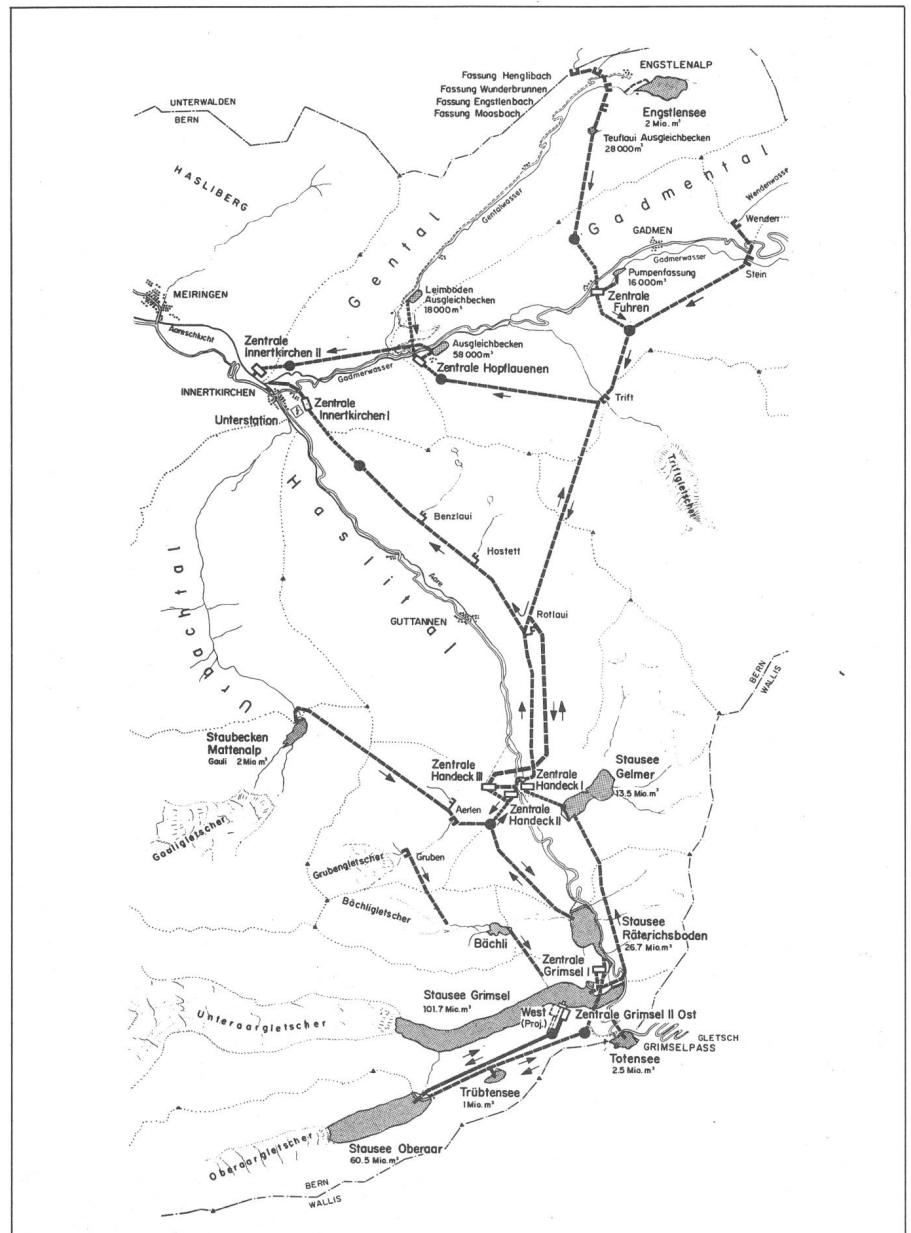 ENGSTLENALP
Fassung Henglibach
Fassung Wunderbrunnen
Fassung Engstlenbach
Fassung Moosbach
Engstlensee
2 Mio. m³
UNTERWALDEN
BERN
Teuflaui Ausgleichbecken
28 000 m³
HASLIBERG
Gental
Gentalwasser
Gadmental
Wendenwasser
Wenden
GADMEN
Gadmerwasser
Stein
Pumpenfassung
16 000 m³
Zentrale
Fuhren
MEIRINGEN
Leimboden
Ausgleichbecken
18 000 m³
Aareschlucht
Zentrale
Innertkirchen II
Ausgleichbecken
58 000 m³
Gadmerwasser
Zentrale Hopflauenen
INNERTKIRCHEN
Zentrale
Innertkirchen I
Unterstation
Trift
Triftgletscher
Haslital
Benzlaui
Hostett
Aare
GUTTANNEN
Rotlaui
Urbachtal
BERN
WALLIS
Staubecken
Mattenalp
Gauli 2 Mio m³
Zentrale
Handeck III
Zentrale
Handeck I
Zentrale
Handeck II
Stausee
Gelmer
13.5 Mio. m³
Aerlen
Gaaligletscher
Grubengletscher
Gruben
Bächligletscher
Bächli
Stausee
Räterichsboden
26.7 Mio. m³
Zentrale
Grimsel I
Stausee Grimsel
101.7 Mio. m³
Unteraargletscher
West
(Proj.)
Zentrale Grimsel II Ost
GLETSCH
GRIMSELPASS
Totensee
2.5 Mio. m³
Trübtensee
1 Mio. m³
Oberaargletscher
Stausee Oberaar
60.5 Mio. m³
BERN
WALLIS